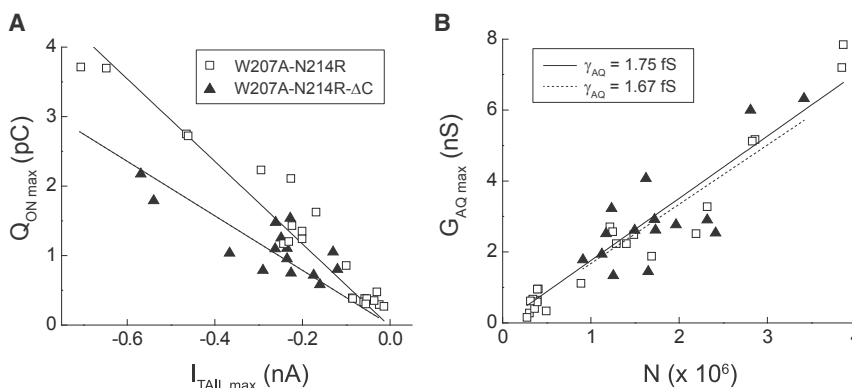 A
4
3
2
1
0
Q_ON max (pC)
-0.6
-0.4
-0.2
0.0
I_TAIL max (nA)
W207A-N214R
W207A-N214R-ΔC
B
8
6
4
2
0
G_AQ max (nS)
0
1
2
3
4
N (x 10⁶)
γ_AQ = 1.75 fS
γ_AQ = 1.67 fS